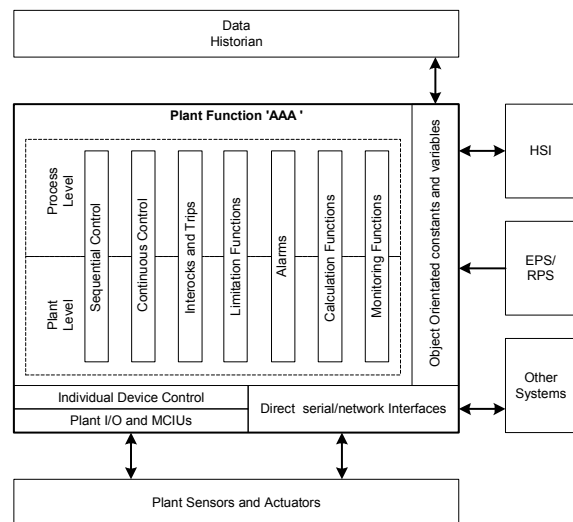 Data
Historian
Plant Function 'AAA '
Process
Level
Plant
Level
Sequential Control
Continuous Control
Interocks and Trips
Limitation Functions
Alarms
Calculation Functions
Monitoring Functions
Object Orientated constants and variables
HSI
EPS/
RPS
Other
Systems
Individual Device Control
Plant I/O and MCIUs
Direct serial/network Interfaces
Plant Sensors and Actuators